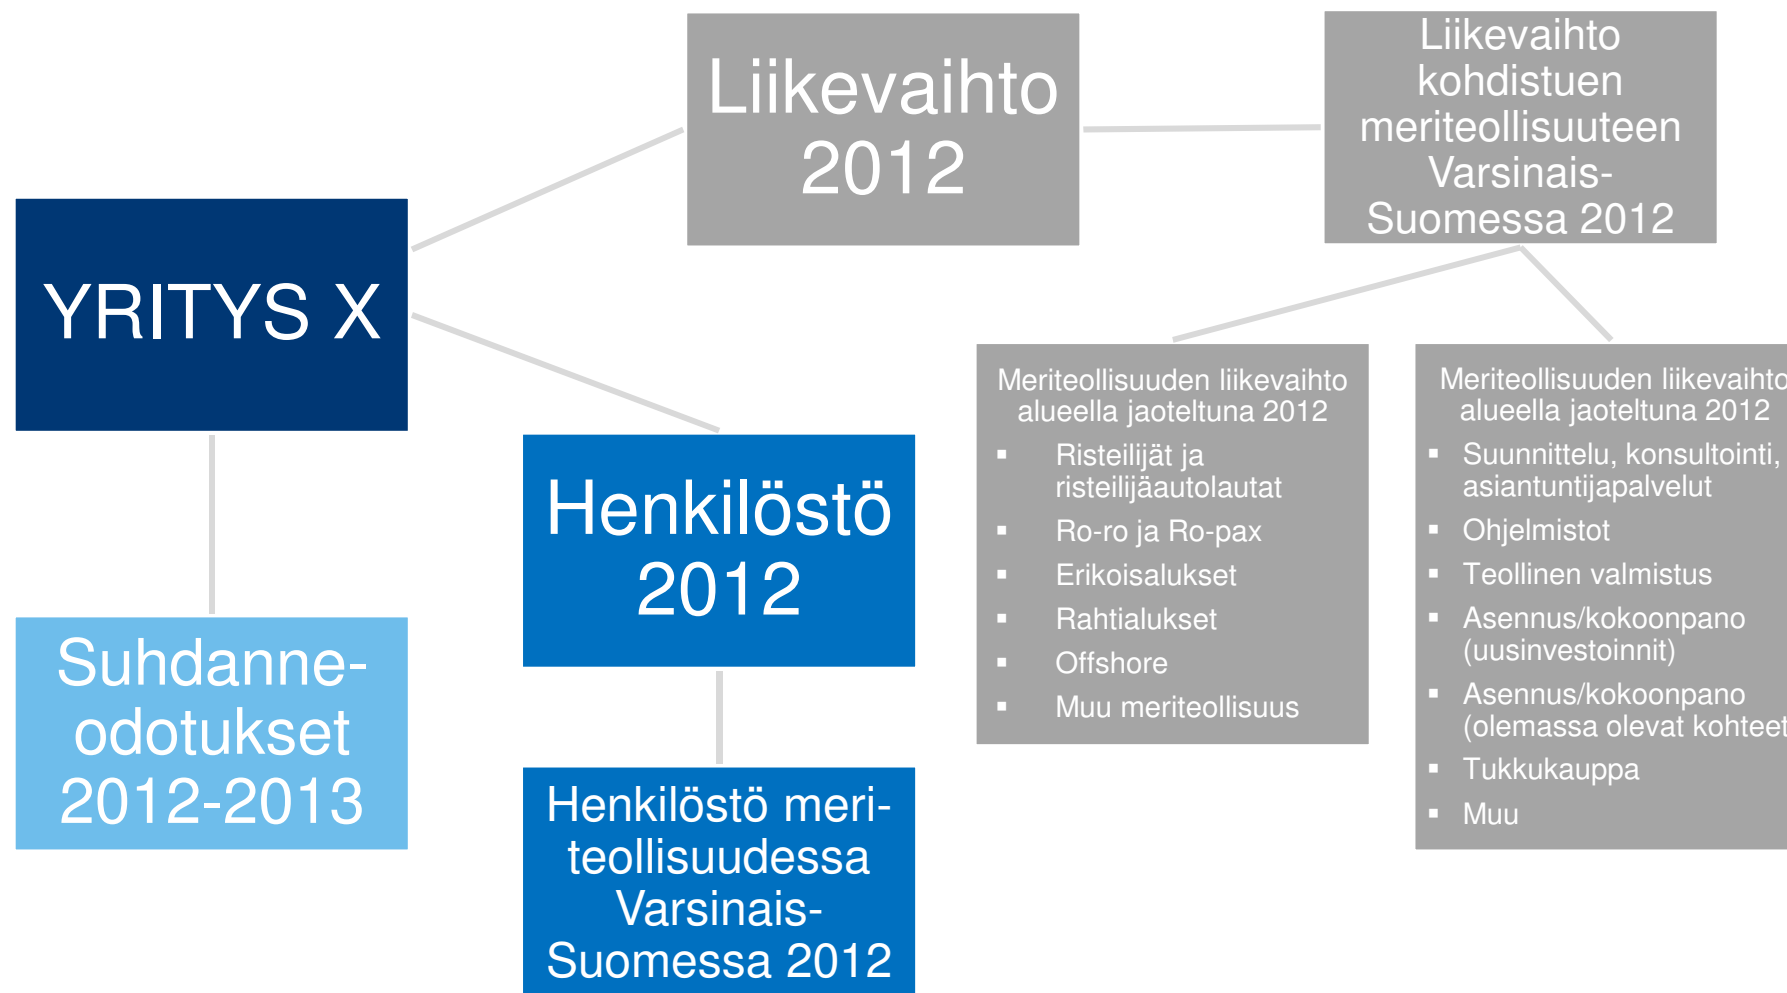 Liikevaihto
2012
Liikevaihto
kohdistuen
meriteollisuuteen
Varsinais-
Suomessa 2012
YRITYS X
Henkilöstö
2012
Suhdanne-
odotukset
2012-2013
Henkilöstö meri-
teollisuudessa
Varsinais-
Suomessa 2012
Meriteollisuuden liikevaihto
alueella jaoteltuna 2012
▪ Risteilijät ja
risteilijäautolautat
▪ Ro-ro ja Ro-pax
▪ Erikoisalukset
▪ Rahtialukset
▪ Offshore
▪ Muu meriteollisuus
Meriteollisuuden liikevaihto
alueella jaoteltuna 2012
▪ Suunnittelu, konsultointi,
asiantuntijapalvelut
▪ Ohjelmistot
▪ Teollinen valmistus
▪ Asennus/kokoonpano
(uusinvestoinnit)
▪ Asennus/kokoonpano
(olemassa olevat kohteet
▪ Tukkukauppa
▪ Muu